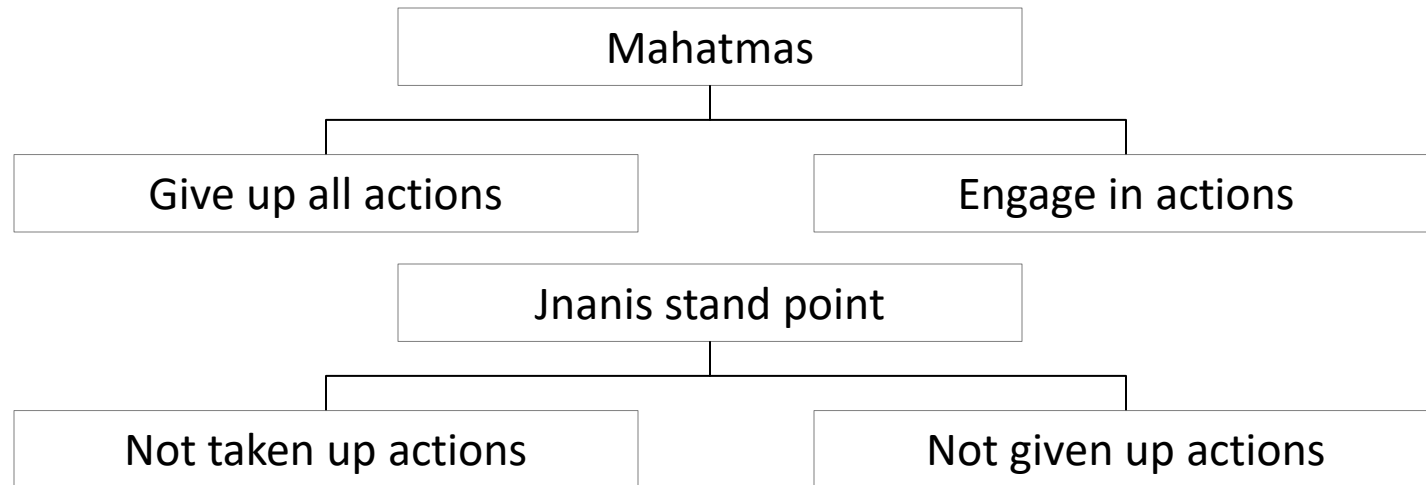 Mahatmas
Give up all actions
Engage in actions
Jnanis stand point
Not taken up actions
Not given up actions